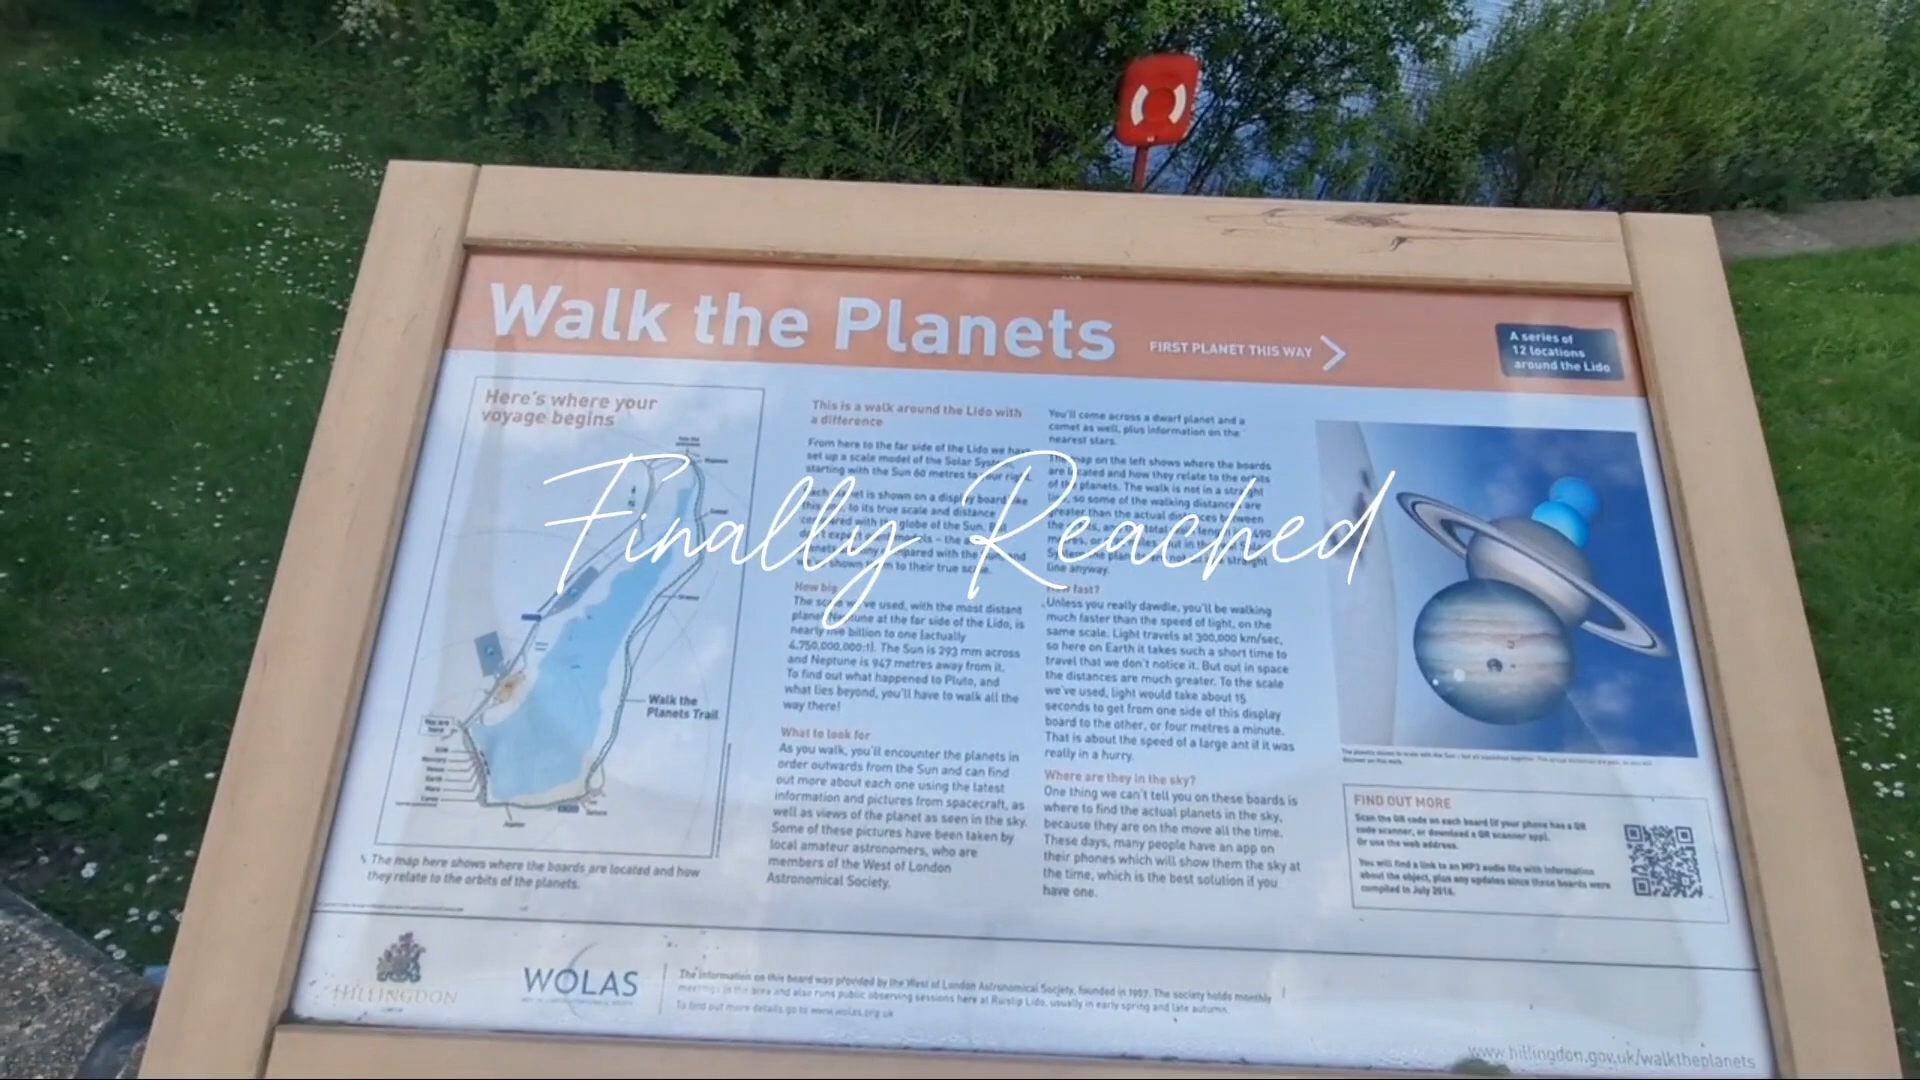 Walk the Planets
FIRST PLANET THIS WAY
A series of
12 locations
around the Lido
Here's where your
voyage begins
Walk the
Planets Trail
The map here shows where the boards are located and how
they relate to the orbits of the planets.
This is a walk around the Lido with
a difference
From here to the far side of the Lido we have
set up a scale model of the Solar System,
starting with the Sun 60 metres to your right.
is shown on a display board
to its true scale and distance
with the globe of the Sun.
compared with the
to their true scale.
How big
The scale we've used, with the most distant
planet Neptune at the far side of the Lido, is
nearly five billion to one (actually
4,750,000,000:1). The Sun is 293 mm across
and Neptune is 947 metres away from it.
To find out what happened to Pluto, and
what lies beyond, you'll have to walk all the
way there!
What to look for
As you walk, you'll encounter the planets in
order outwards from the Sun and can find
out more about each one using the latest
information and pictures from spacecraft, as
well as views of the planet as seen in the sky.
Some of these pictures have been taken by
local amateur astronomers, who are
members of the West of London
Astronomical Society.
You'll come across a dwarf planet and a
comet as well, plus information on the
nearest stars.
The map on the left shows where the boards
are located and how they relate to the orbits
of the planets. The walk is not in a straight
line, so some of the walking distances are
greater than the actual distances between
line anyway.
fast?
Unless you really dawdle, you'll be walking
much faster than the speed of light, on the
same scale. Light travels at 300,000 km/sec,
so here on Earth it takes such a short time to
travel that we don't notice it. But out in space
the distances are much greater. To the scale
we've used, light would take about 15
seconds to get from one side of this display
board to the other, or four metres a minute.
That is about the speed of a large ant if it was
really in a hurry.
Where are they in the sky?
One thing we can't tell you on these boards is
where to find the actual planets in the sky,
because they are on the move all the time.
These days, many people have an app on
their phones which will show them the sky at
the time, which is the best solution if you
have one.
Finally Reached
FIND OUT MORE
Scan the QR code on each board (if your phone has a QR
code scanner, or download a QR scanner app).
Or use the web address.
You will find a link to an MP3 audio file with information
about the object, plus any updates since these boards were
compiled in July 2016.
HILLINGDON
LONDON
WOLAS
The information on this board was provided by the West of London Astronomical Society, founded in 1967. The society holds monthly
meetings in the area and also runs public observing sessions here at Ruislip Lido, usually in early spring and late autumn.
To find out more details go to www.wolas.org.uk
www.hillingdon.gov.uk/walktheplanets